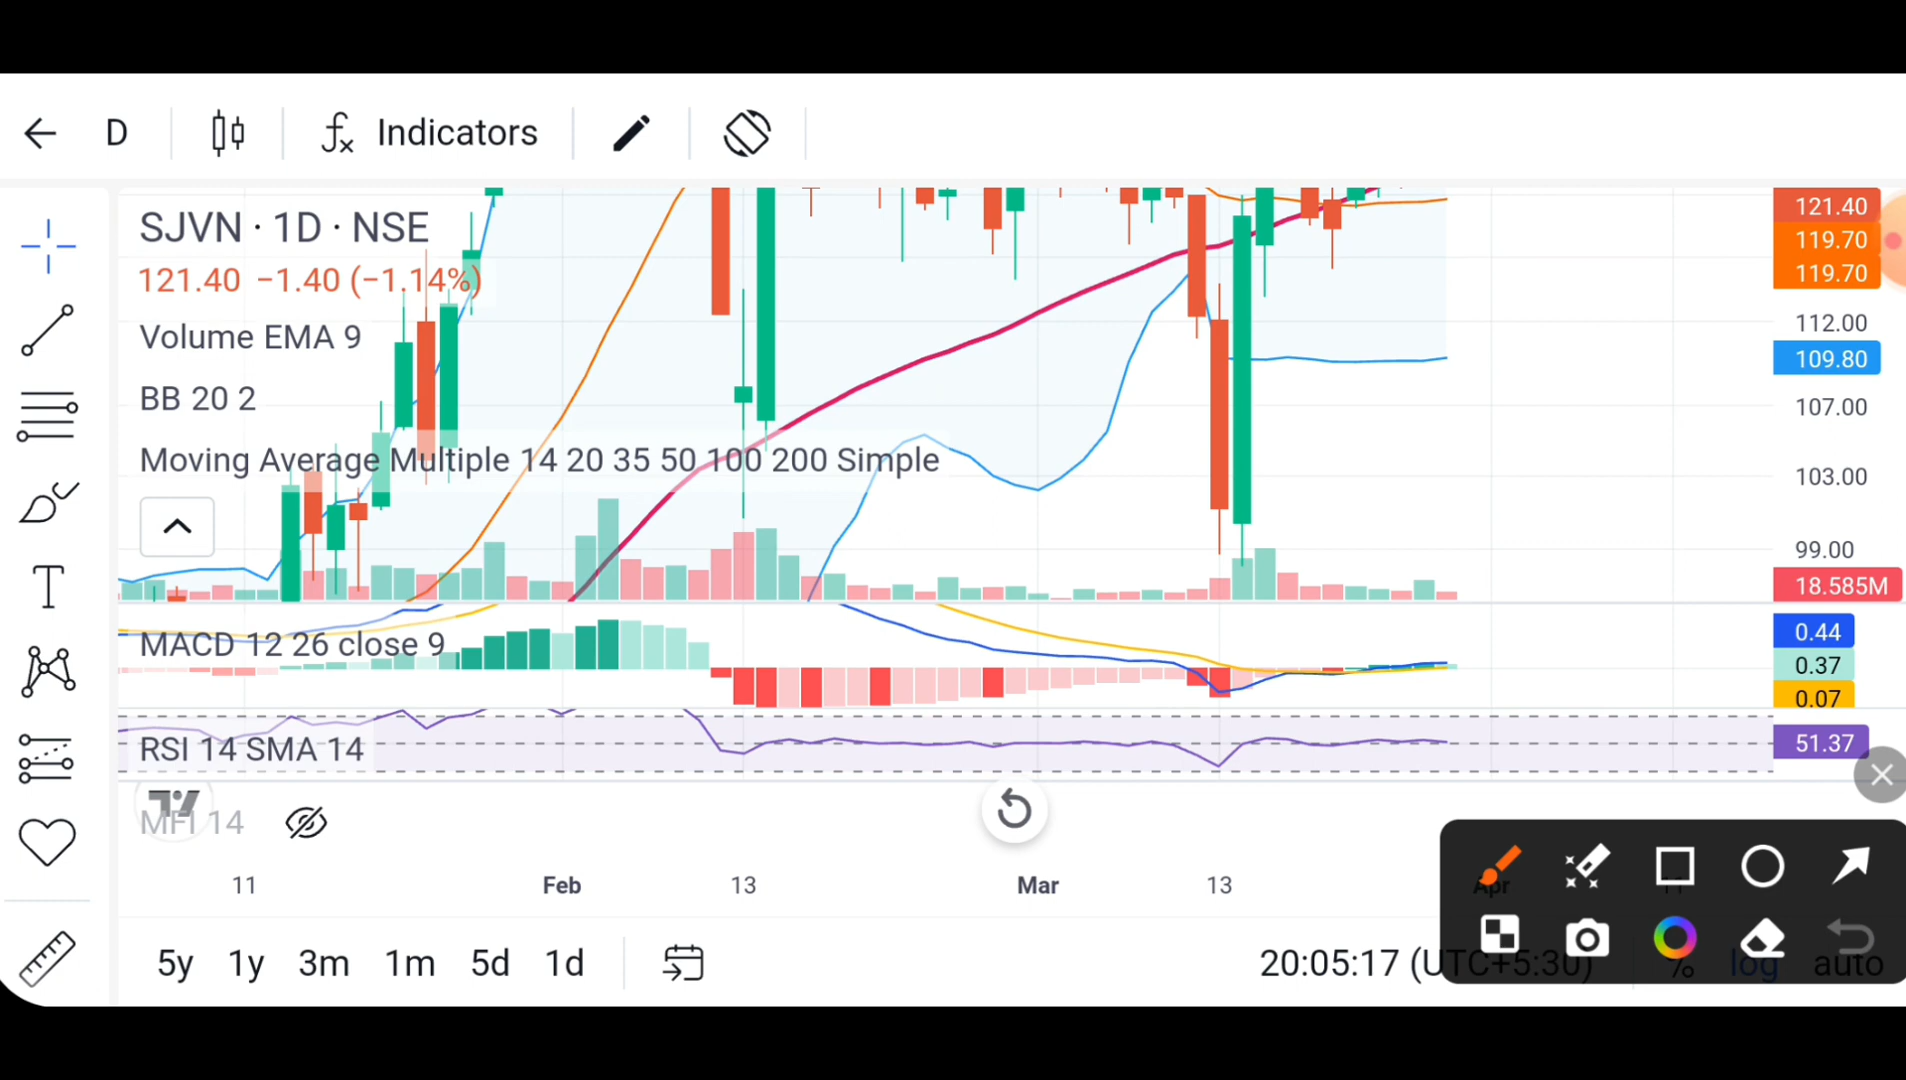 D
Indicators
SJVN · 1D · NSE
121.40 −1.40 (−1.14%)
Volume EMA 9
BB 20 2
Moving Average Multiple 14 20 35 50 100 200 Simple
121.40
119.70
119.70
112.00
109.80
107.00
103.00
99.00
18.585M
MACD 12 26 close 9
0.44
0.37
0.07
RSI 14 SMA 14
51.37
MFI 14
11 Feb 13 Mar 13 Apr 11
5y 1y 3m 1m 5d 1d
20:05:17 (UTC+5:30) % log auto